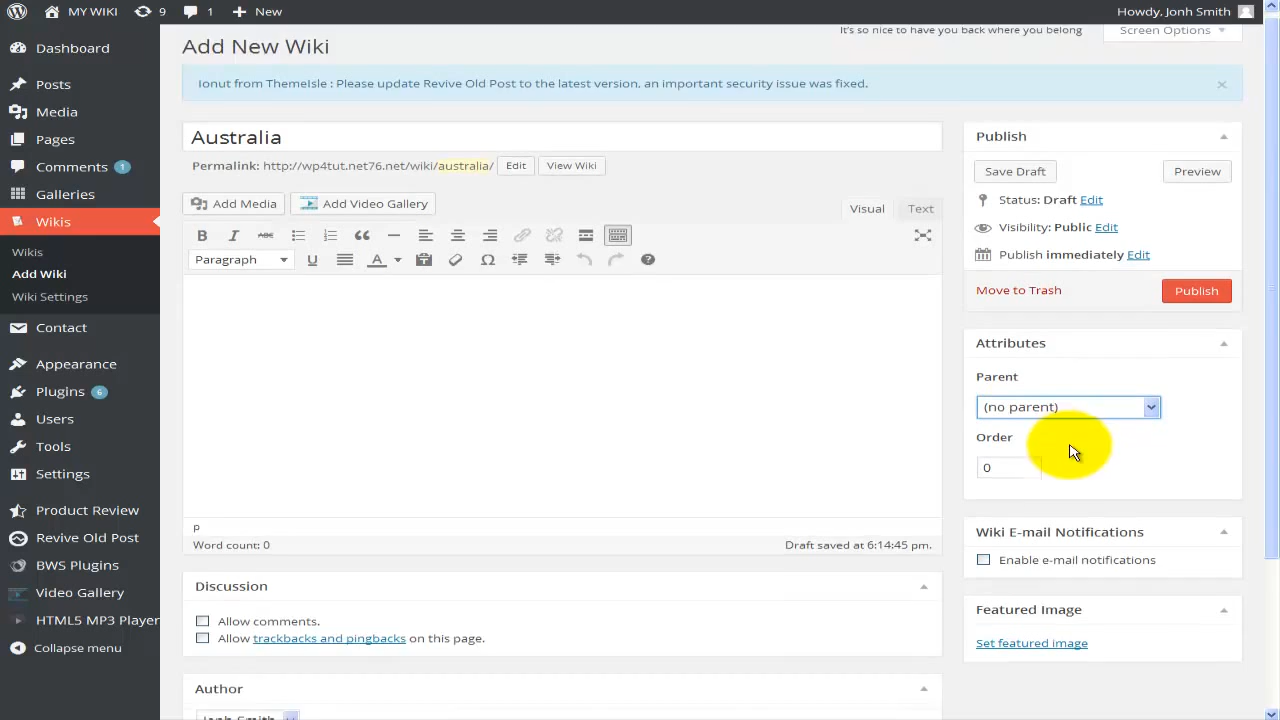 MY WIKI 9 1 New Howdy, Jonh Smith
It's so nice to have you back where you belong
Screen Options
Dashboard
Posts
Media
Pages
Comments 1
Galleries
Wikis
Wikis
Add Wiki
Wiki Settings
Contact
Appearance
Plugins 6
Users
Tools
Settings
Product Review
Revive Old Post
BWS Plugins
Video Gallery
HTML5 MP3 Player
Collapse menu
Add New Wiki
Ionut from ThemeIsle : Please update Revive Old Post to the latest version, an important security issue was fixed.
Australia
Permalink: http://wp4tut.net76.net/wiki/australia/ Edit View Wiki
Add Media Add Video Gallery
Visual Text
B I ABC
Paragraph U A Ω
p
Word count: 0 Draft saved at 6:14:45 pm.
Discussion
Allow comments.
Allow trackbacks and pingbacks on this page.
Author
Jonh Smith
Publish
Save Draft Preview
Status: Draft Edit
Visibility: Public Edit
Publish immediately Edit
Move to Trash Publish
Attributes
Parent
(no parent)
Order
0
Wiki E-mail Notifications
Enable e-mail notifications
Featured Image
Set featured image